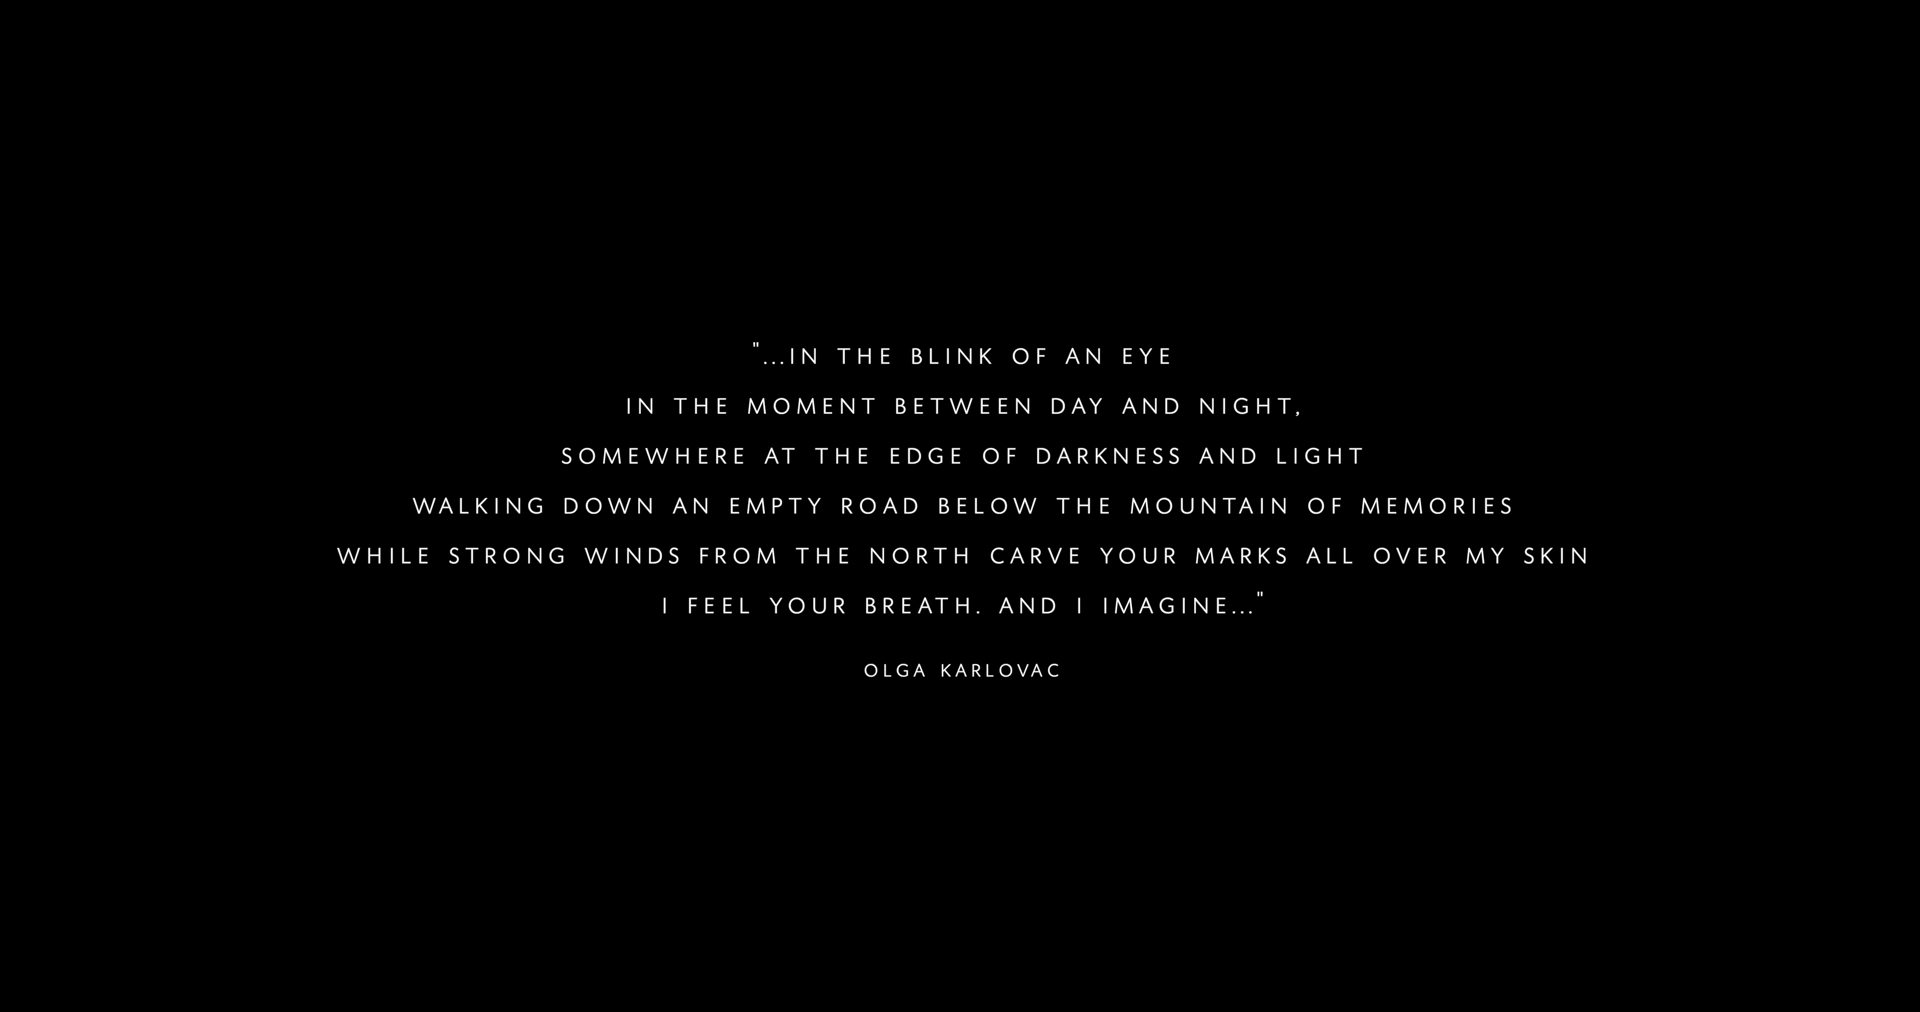 "...IN THE BLINK OF AN EYE
IN THE MOMENT BETWEEN DAY AND NIGHT,
SOMEWHERE AT THE EDGE OF DARKNESS AND LIGHT
WALKING DOWN AN EMPTY ROAD BELOW THE MOUNTAIN OF MEMORIES
WHILE STRONG WINDS FROM THE NORTH CARVE YOUR MARKS ALL OVER MY SKIN
I FEEL YOUR BREATH. AND I IMAGINE..."
OLGA KARLOVAC